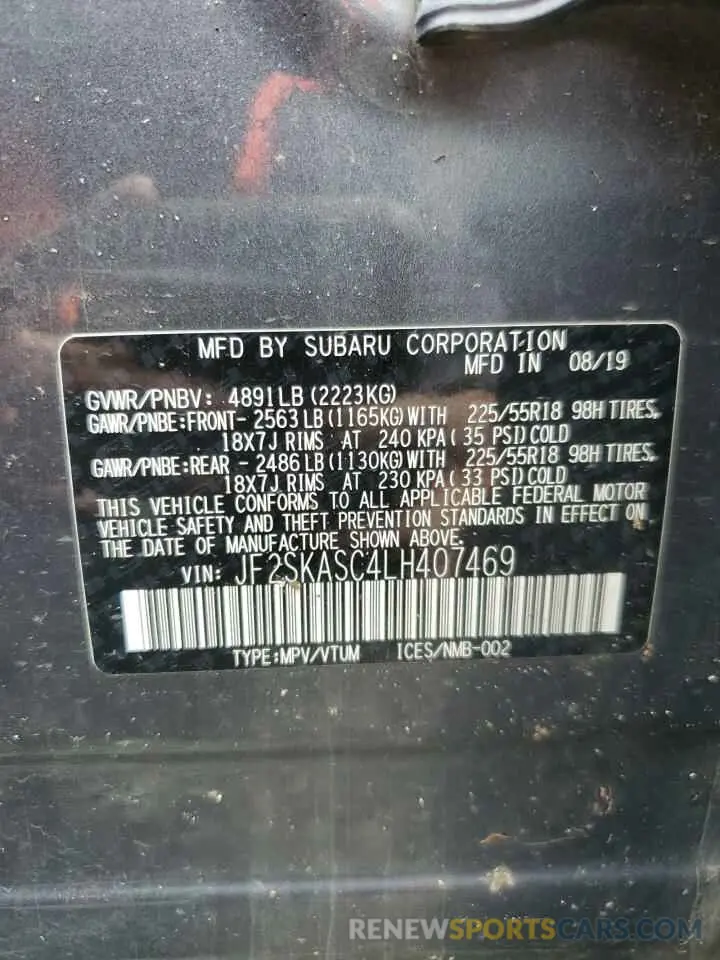 MFD BY SUBARU CORPORATION
MFD IN 08/19
GVWR/PNBV: 4891LB (2223KG)
GAWR/PNBE:FRONT- 2563LB (1165KG) WITH 225/55R18 98H TIRES,
18X7J RIMS AT 240 KPA ( 35 PSI) COLD
GAWR/PNBE:REAR - 2486LB (1130KG) WITH 225/55R18 98H TIRES,
18X7J RIMS AT 230 KPA ( 33 PSI) COLD
THIS VEHICLE CONFORMS TO ALL APPLICABLE FEDERAL MOTOR
VEHICLE SAFETY AND THEFT PREVENTION STANDARDS IN EFFECT ON
THE DATE OF MANUFACTURE SHOWN ABOVE.
VIN: JF2SKASC4LH407469
TYPE:MPV/VTUM ICES/NMB-002
RENEWSPORTSCARS.COM